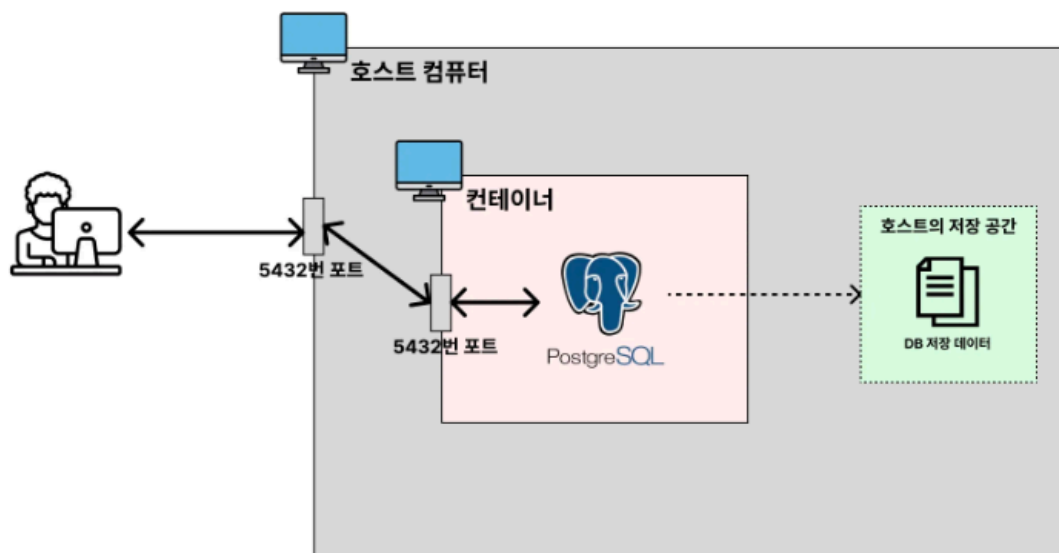 호스트 컴퓨터
컨테이너
호스트의 저장 공간
5432번 포트
5432번 포트
PostgreSQL
DB 저장 데이터